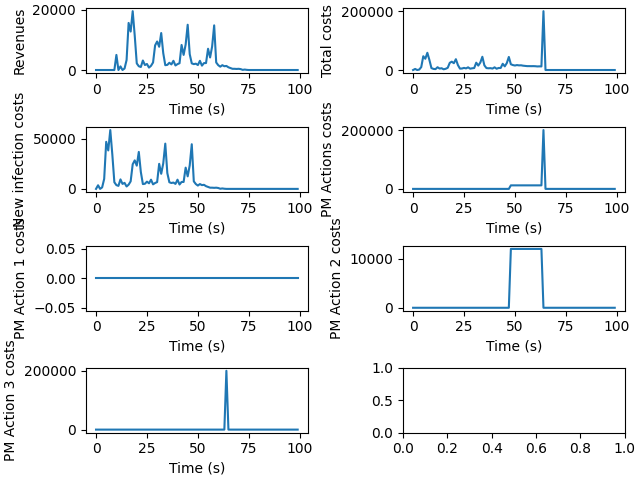 Revenues
20000
0
0 25 50 75 100
Time (s)
Total costs
200000
0
0 25 50 75 100
Time (s)
New infection costs
50000
0
0 25 50 75 100
Time (s)
PM Actions costs
200000
0
0 25 50 75 100
Time (s)
PM Action 1 costs
0.05
0.00
−0.05
0 25 50 75 100
Time (s)
PM Action 2 costs
10000
0
0 25 50 75 100
Time (s)
PM Action 3 costs
200000
0
0 25 50 75 100
Time (s)
1.0
0.5
0.0
0.0 0.2 0.4 0.6 0.8 1.0